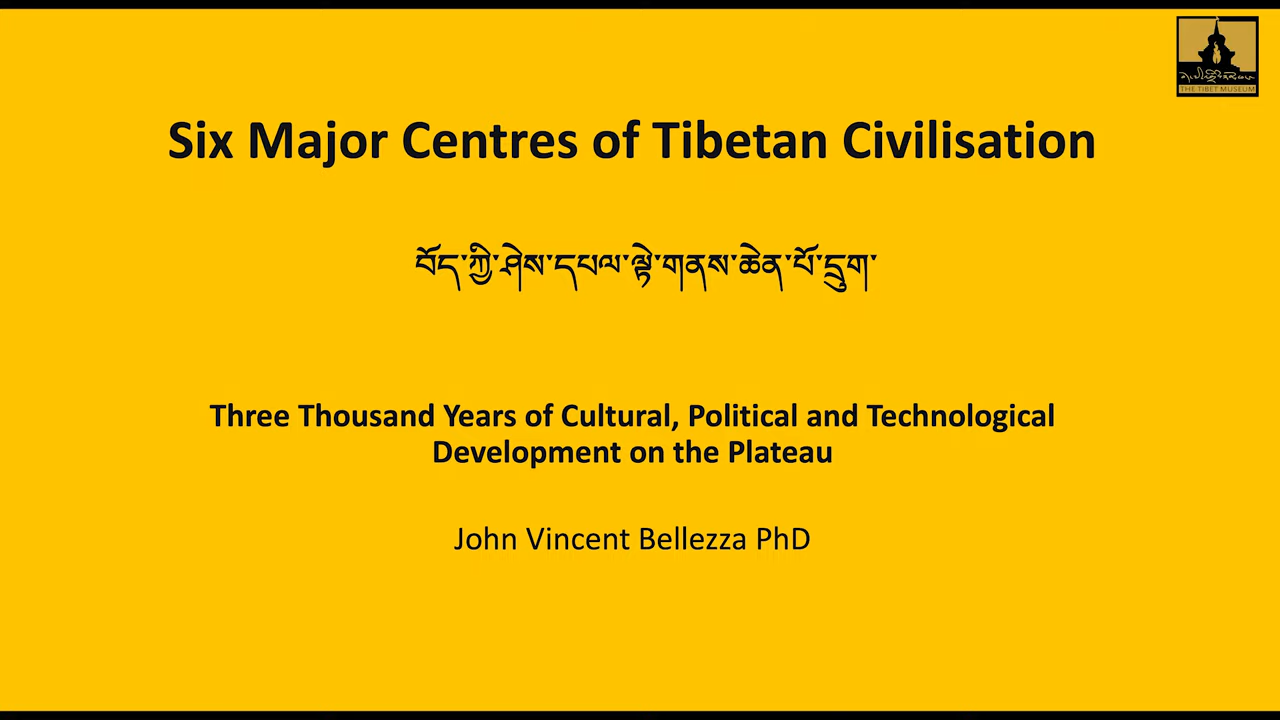 THE TIBET MUSEUM
Six Major Centres of Tibetan Civilisation
བོད་ཀྱི་ཤེས་དཔལ་ལྟེ་གནས་ཆེན་པོ་དྲུག་
Three Thousand Years of Cultural, Political and Technological
Development on the Plateau
John Vincent Bellezza PhD